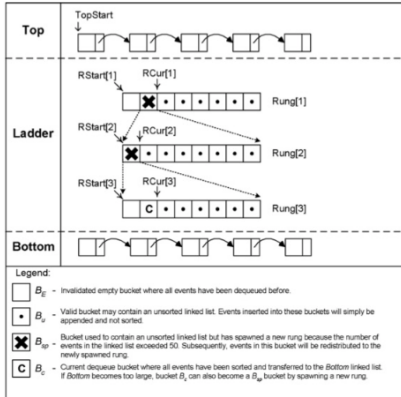 TopStart
Top
RStart[1]
RCur[1]
Rung[1]
RStart[2]
RCur[2]
Ladder
Rung[2]
RStart[3]
RCur[3]
C
Rung[3]
Bottom
Legend:
B_E - Invalidated empty bucket where all events have been dequeued before.
B_u - Valid bucket may contain an unsorted linked list. Events inserted into these buckets will simply be
appended and not sorted.
B_sp - Bucket used to contain an unsorted linked list but has spawned a new rung because the number of
events in the linked list exceeded 50. Subsequently, events in this bucket will be redistributed to the
newly spawned rung.
C B_c - Current dequeue bucket where all events have been sorted and transferred to the Bottom linked list.
If Bottom becomes too large, bucket B_c can also become a B_sp bucket by spawning a new rung.